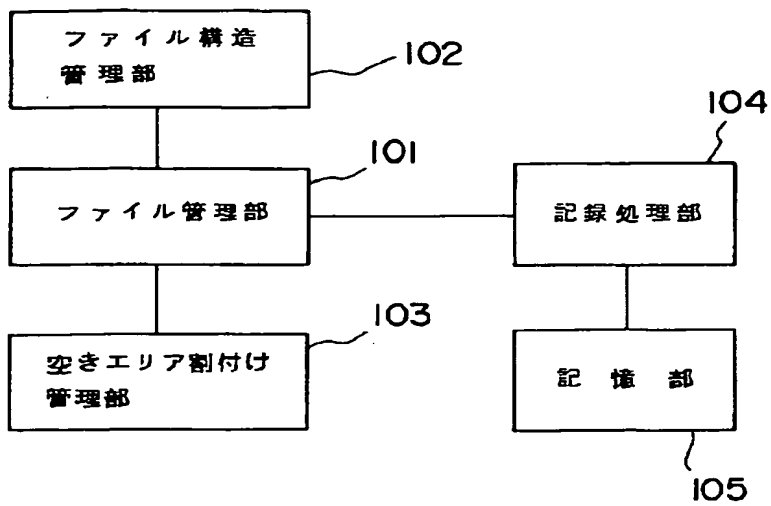 ファイル構造
管理部
102
104
101
ファイル管理部
記録処理部
103
空きエリア割付け
管理部
記憶部
105